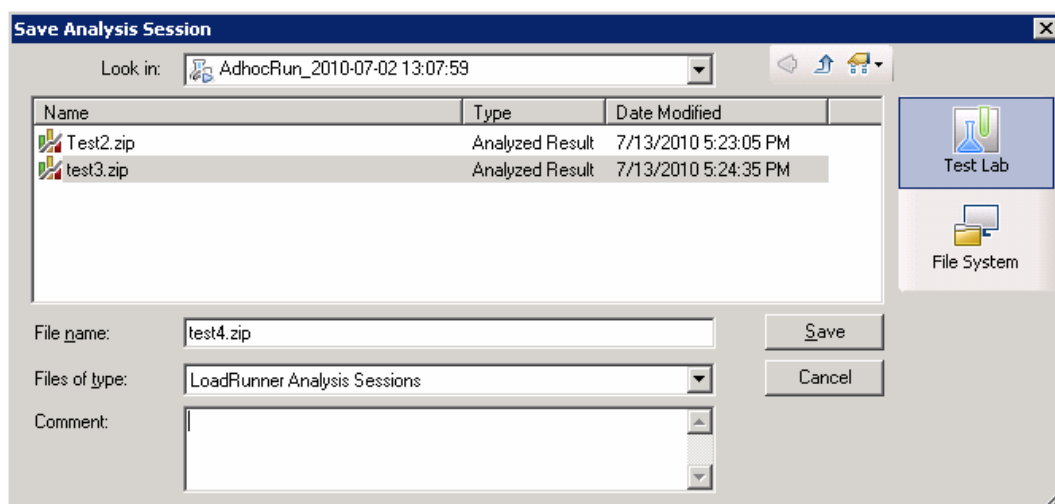 Save Analysis Session
Look in: AdhocRun_2010-07-02 13:07:59
Name Type Date Modified
Test2.zip Analyzed Result 7/13/2010 5:23:05 PM
test3.zip Analyzed Result 7/13/2010 5:24:35 PM
Test Lab
File System
File name: test4.zip Save
Files of type: LoadRunner Analysis Sessions Cancel
Comment: